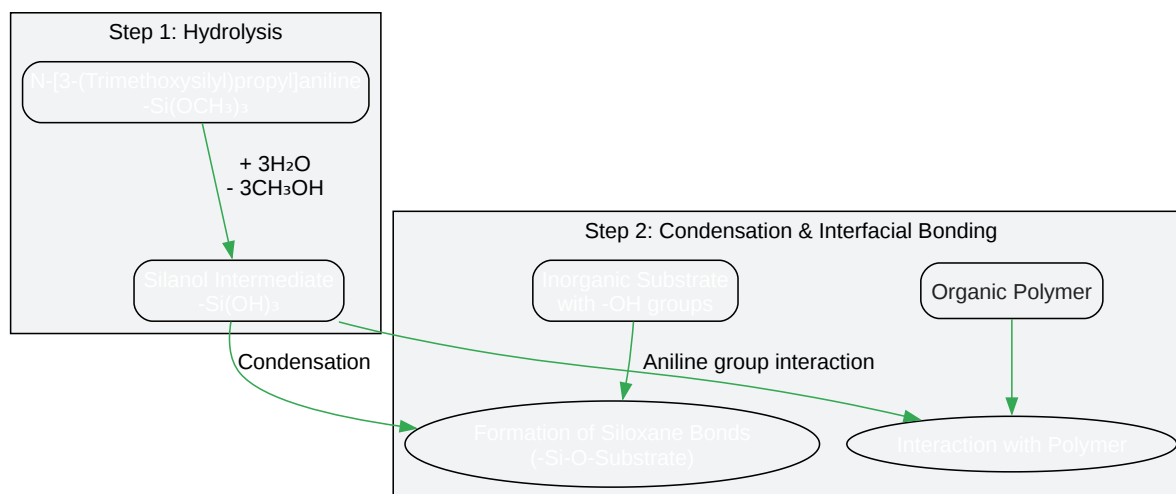 Step 1: Hydrolysis
N-[3-(Trimethoxysilyl)propyl]aniline
-Si(OCH₃)₃
+ 3H₂O
- 3CH₃OH
Step 2: Condensation & Interfacial Bonding
Silanol Intermediate
-Si(OH)₃
Inorganic Substrate
with -OH groups
Organic Polymer
Condensation
Aniline group interaction
Formation of Siloxane Bonds
(-Si-O-Substrate)
Interaction with Polymer